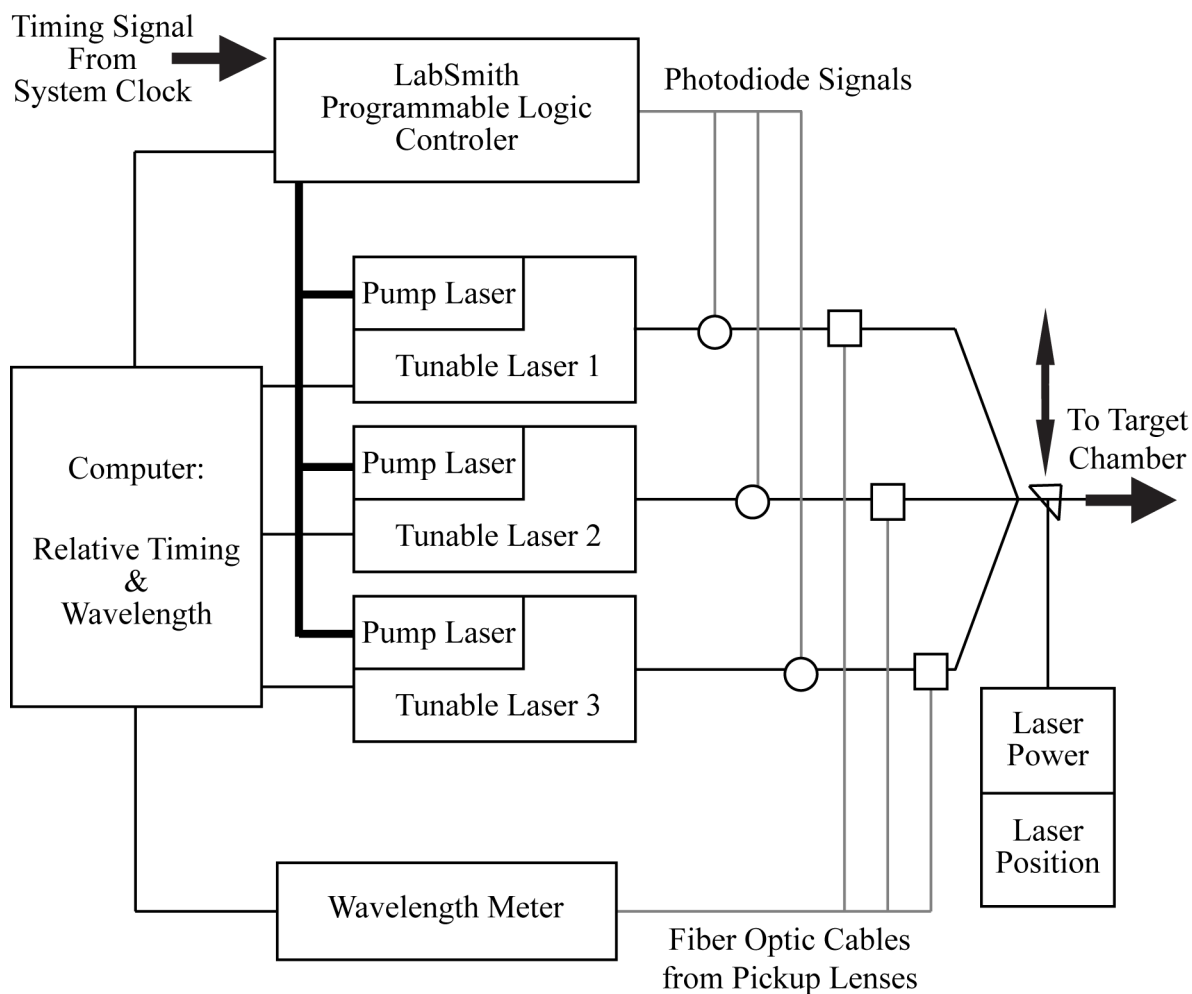 Timing Signal
From
System Clock
LabSmith
Programmable Logic
Controler
Photodiode Signals
Pump Laser
Tunable Laser 1
Pump Laser
Tunable Laser 2
Pump Laser
Tunable Laser 3
Computer:
Relative Timing
&
Wavelength
To Target
Chamber
Laser
Power
Laser
Position
Wavelength Meter
Fiber Optic Cables
from Pickup Lenses